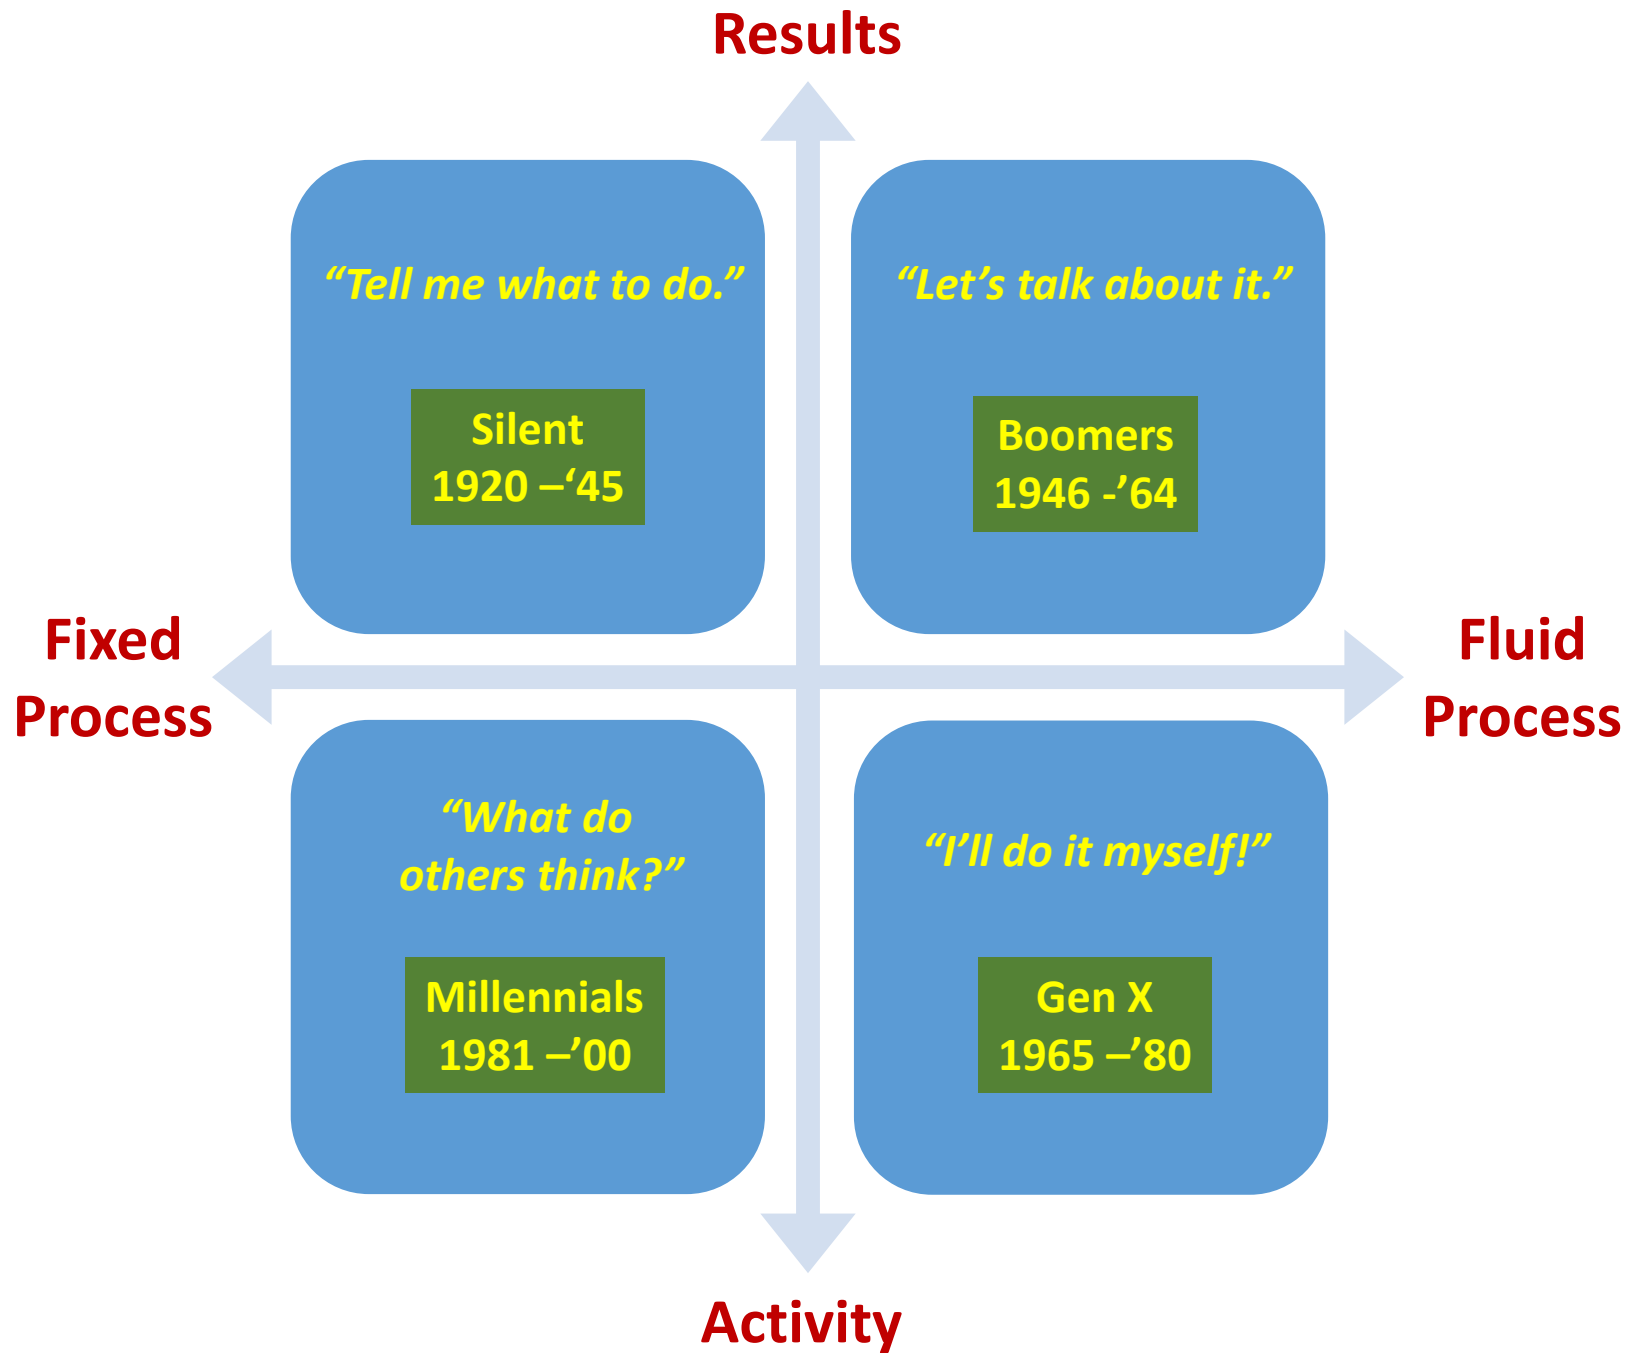 Results
“Tell me what to do.”
Silent
1920 –‘45
“Let’s talk about it.”
Boomers
1946 -’64
Fixed
Process
Fluid
Process
“What do
others think?”
Millennials
1981 –’00
“I’ll do it myself!”
Gen X
1965 –’80
Activity